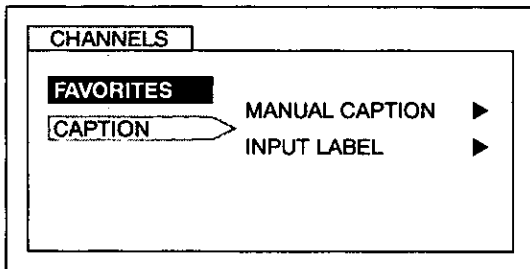 CHANNELS
FAVORITES
CAPTION
MANUAL CAPTION ▶
INPUT LABEL ▶